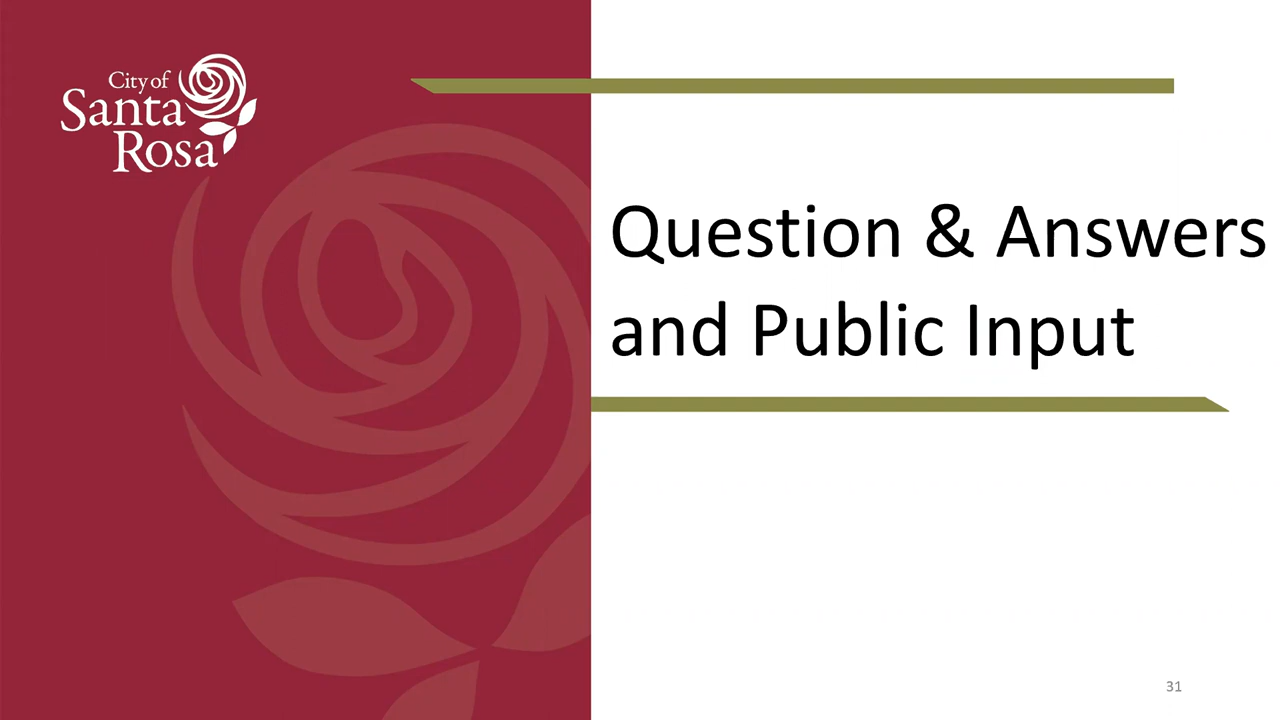 City of
Santa
Rosa
Question & Answers
and Public Input
31